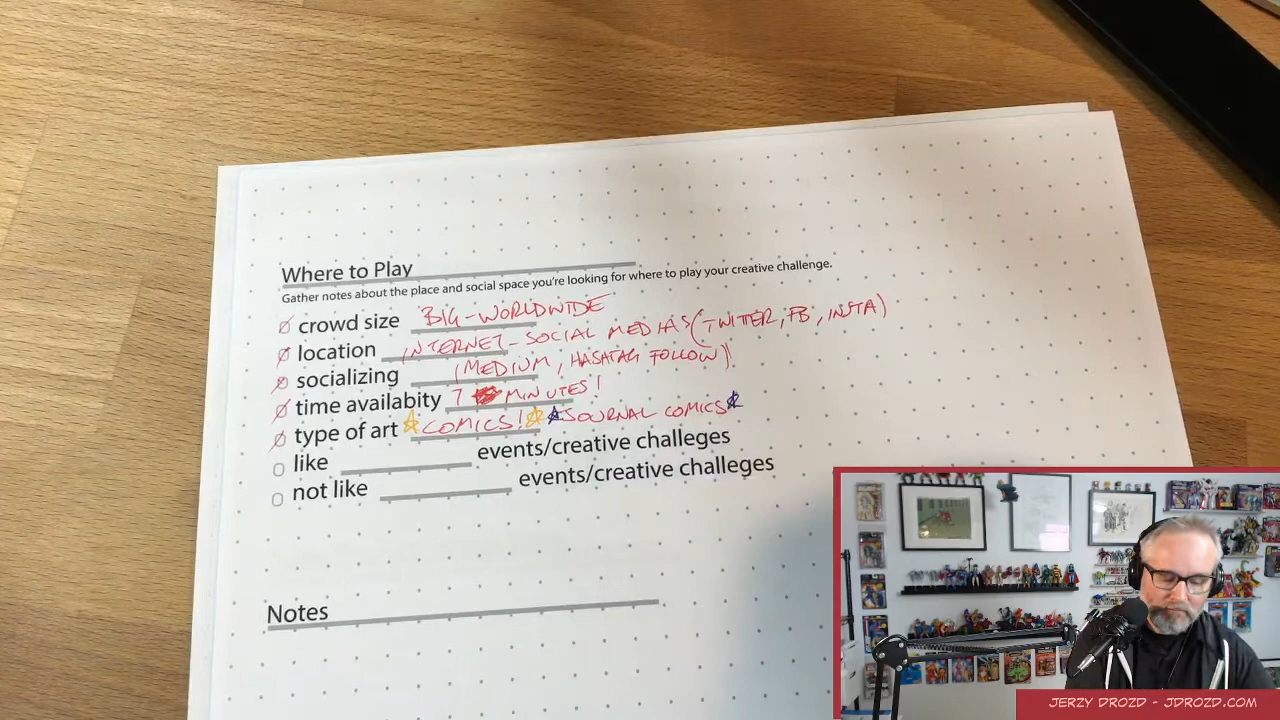 Where to Play
Gather notes about the place and social space you're looking for where to play your creative challenge.
crowd size BIG-WORLDWIDE
location INTERNET-SOCIAL MEDIAS (TWITTER, FB, INSTA)
socializing (MEDIUM, HASHTAG FOLLOW)
time availabity 7 MINUTES!
type of art COMICS! JOURNAL COMICS
like events/creative challeges
not like events/creative challeges
Notes
JERZY DROZD - JDROZD.COM